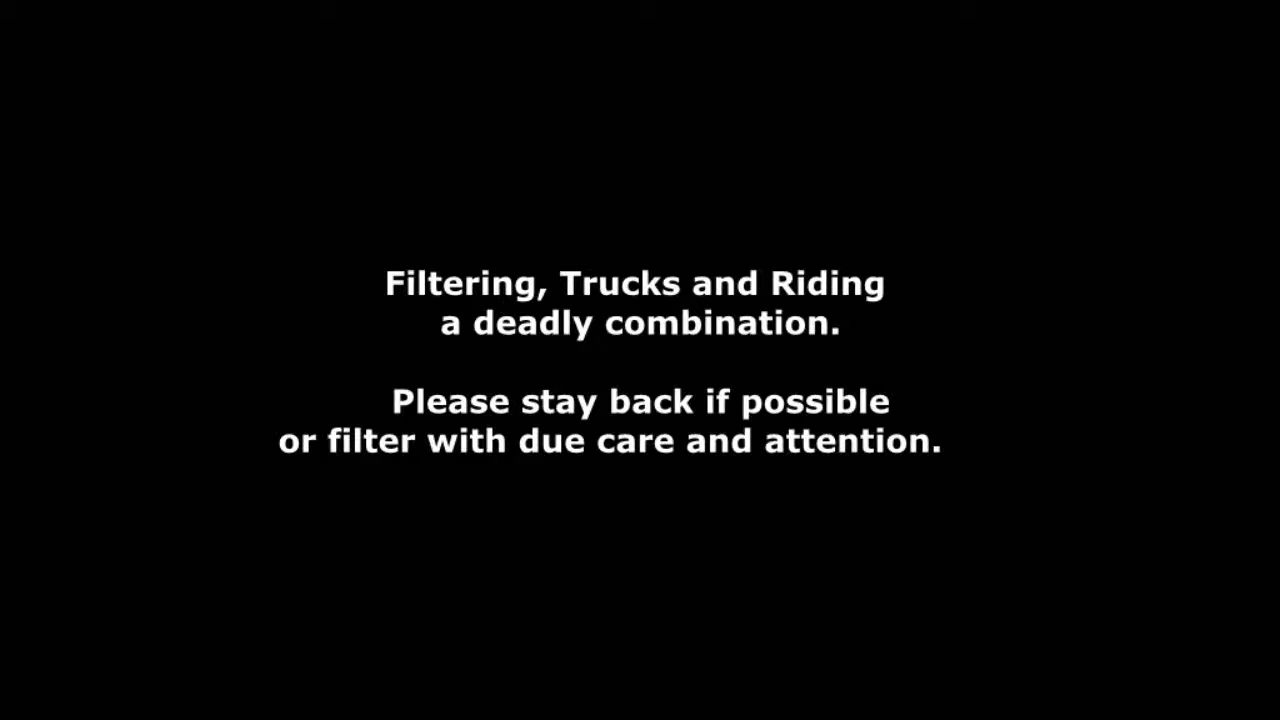 Filtering, Trucks and Riding
a deadly combination.
Please stay back if possible
or filter with due care and attention.